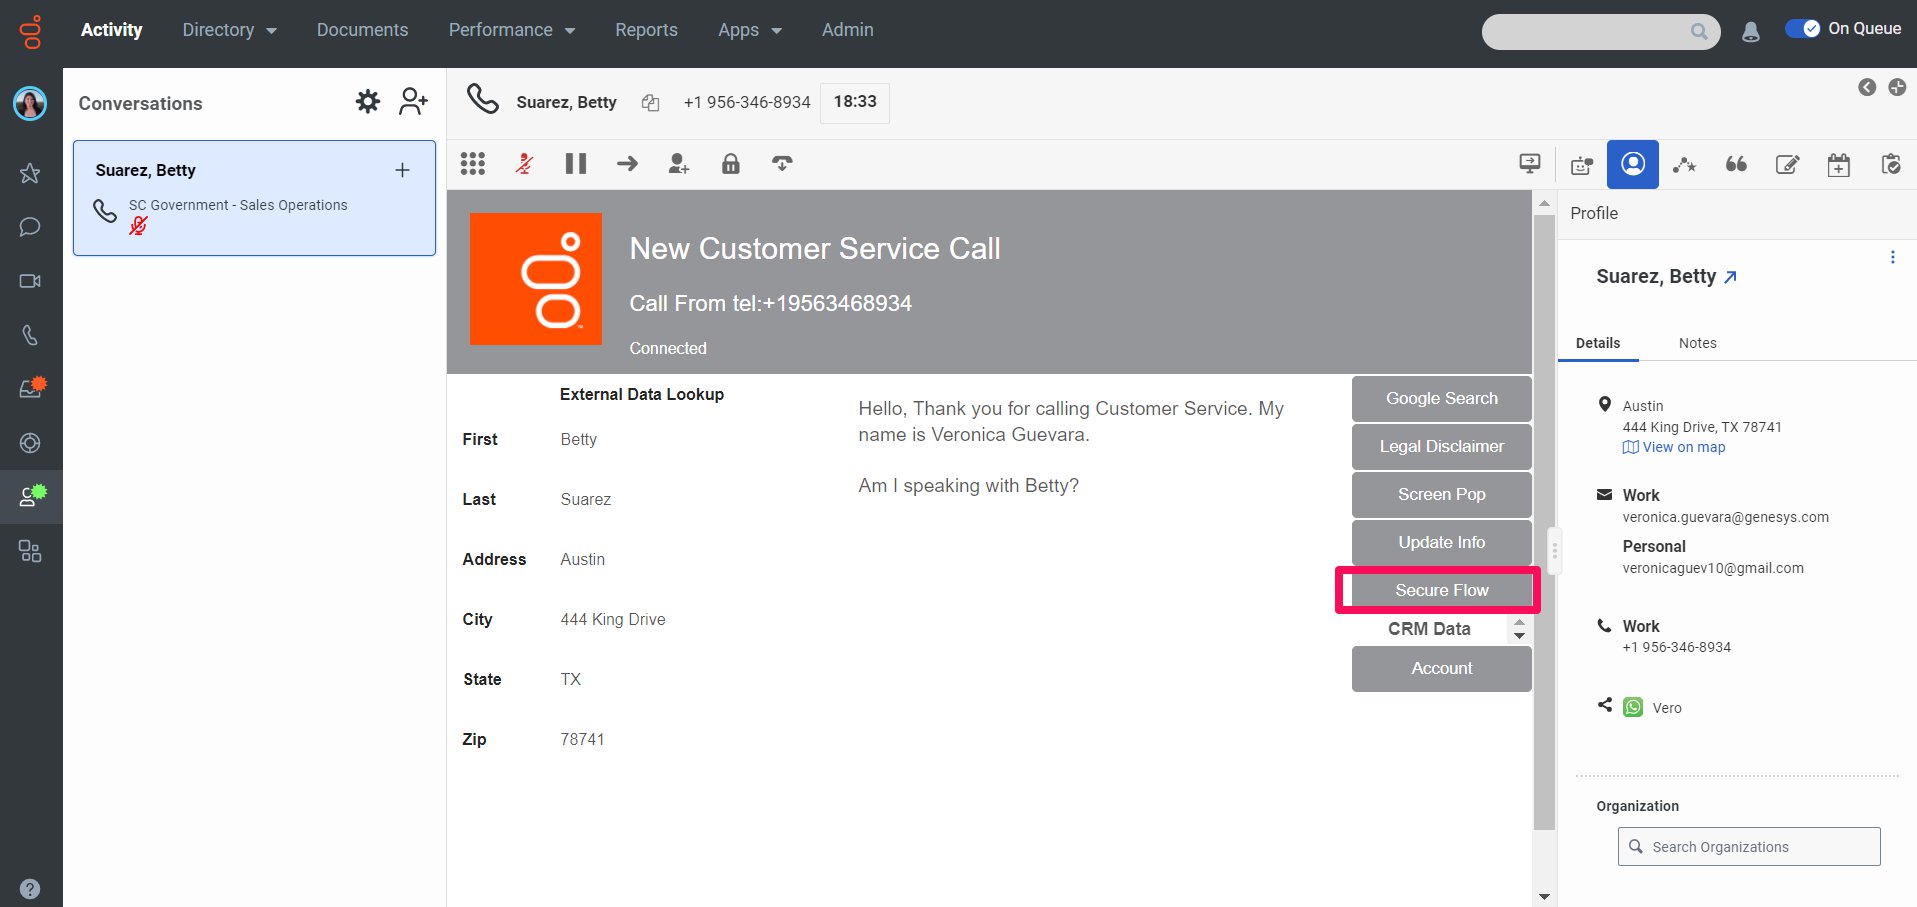 Activity
Directory
Documents
Performance
Reports
Apps
Admin
On Queue
Conversations
Suarez, Betty
SC Government - Sales Operations
Suarez, Betty
+1 956-346-8934
18:33
New Customer Service Call
Call From tel:+19563468934
Connected
External Data Lookup
First Betty
Last Suarez
Address Austin
City 444 King Drive
State TX
Zip 78741
Hello, Thank you for calling Customer Service. My
name is Veronica Guevara.
Am I speaking with Betty?
Google Search
Legal Disclaimer
Screen Pop
Update Info
Secure Flow
CRM Data
Account
Profile
Suarez, Betty
Details
Notes
Austin
444 King Drive, TX 78741
View on map
Work
veronica.guevara@genesys.com
Personal
veronicaguev10@gmail.com
Work
+1 956-346-8934
Vero
Organization
Search Organizations